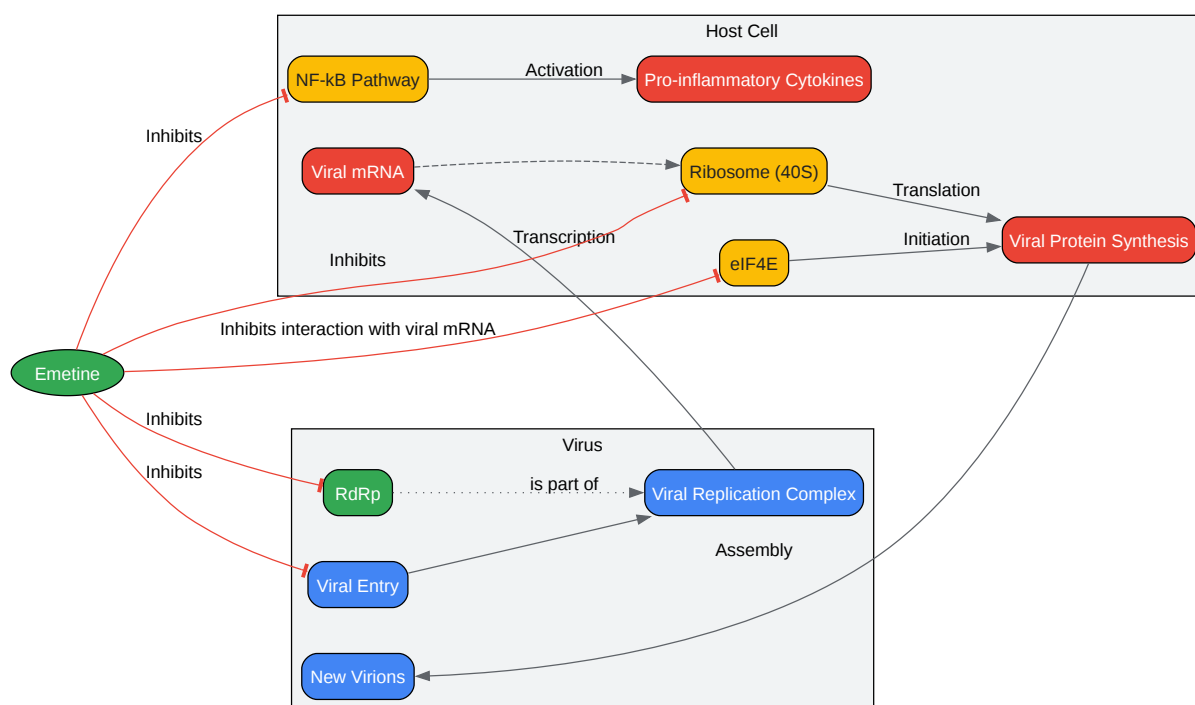 Host Cell
NF-kB Pathway
Activation
Pro-inflammatory Cytokines
Inhibits
Viral mRNA
Ribosome (40S)
Translation
Transcription
Viral Protein Synthesis
Initiation
Inhibits
eIF4E
Inhibits interaction with viral mRNA
Emetine
Inhibits
Virus
Inhibits
RdRp
is part of
Viral Replication Complex
Assembly
Viral Entry
New Virions